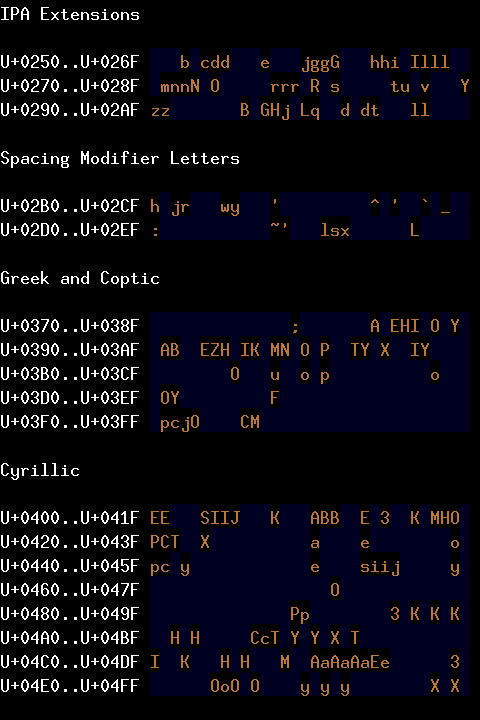 IPA Extensions
U+0250..U+026F    b cdd   e   jggG   hhi Illl
U+0270..U+028F  mnnN O     rrr R s     tu v   Y
U+0290..U+02AF zz       B GHj Lq  d dt   ll
Spacing Modifier Letters
U+02B0..U+02CF h jr   wy   '         ^ '  ` _
U+02D0..U+02EF :           ~'   lsx      L
Greek and Coptic
U+0370..U+038F               ;       A EHI O Y
U+0390..U+03AF  AB  EZH IK MN O P  TY X  IY
U+03B0..U+03CF         O   u  o p          o
U+03D0..U+03EF  OY         F
U+03F0..U+03FF  pcjO    CM
Cyrillic
U+0400..U+041F EE   SIIJ   K   ABB  E 3  K MHO
U+0420..U+043F PCT  X          a    e        o
U+0440..U+045F pc y            e    siij     y
U+0460..U+047F                   O
U+0480..U+049F               Pp        3 K K K
U+04A0..U+04BF   H H     CcT Y Y X T
U+04C0..U+04DF I  K   H H   M  AaAaAaEe      3
U+04E0..U+04FF       OoO O    y y y        X X